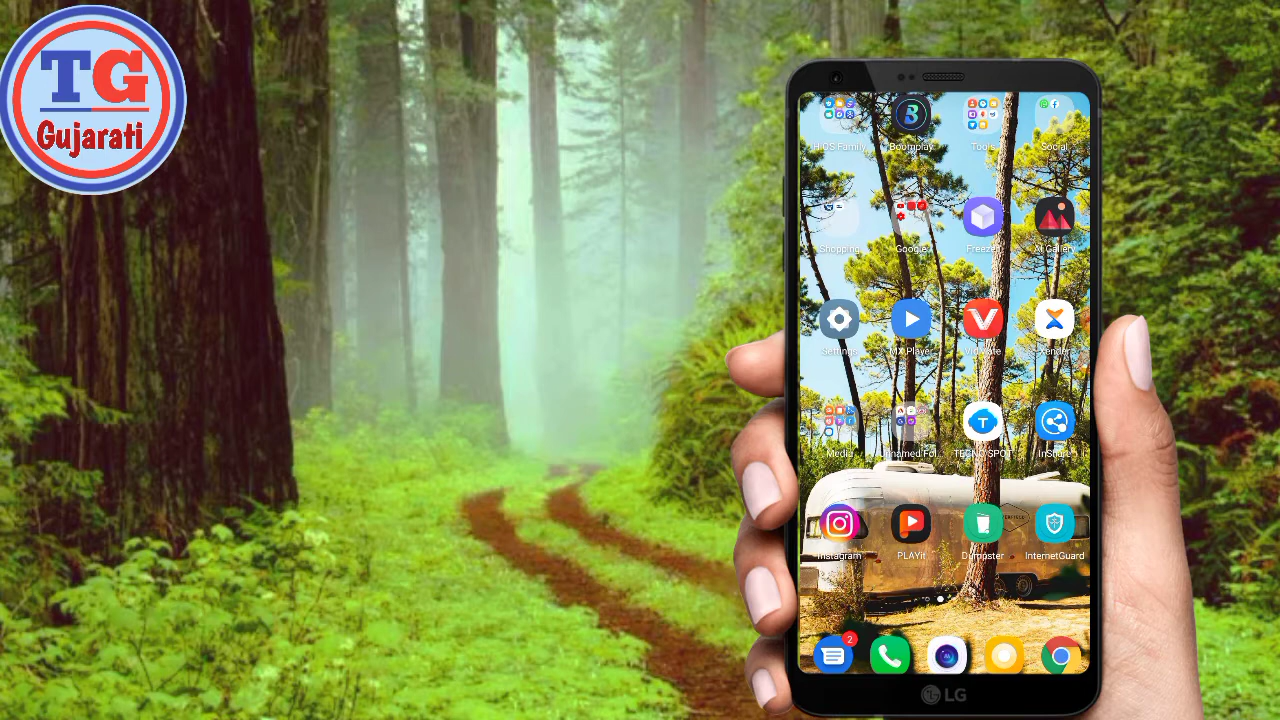 TG
Gujarati
HiOS Family
Boomplay
Tools
Social
Shopping
Google
Freezer
AI Gallery
Settings
MX Player
VidMate
Xender
Media
Unnamed Fol...
TECNO SPOT
InShare
Instagram
PLAYit
Dumpster
InternetGuard
2
LG